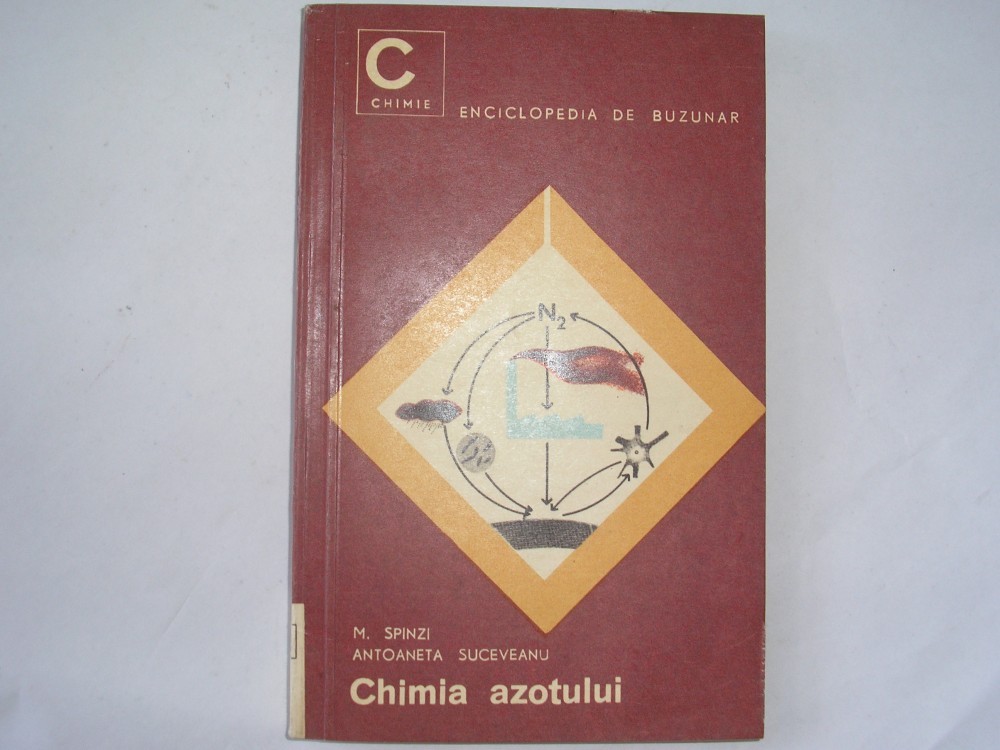 C
CHIMIE
ENCICLOPEDIA DE BUZUNAR
N₂
M. SPINZI
ANTOANETA SUCEVEANU
Chimia azotului